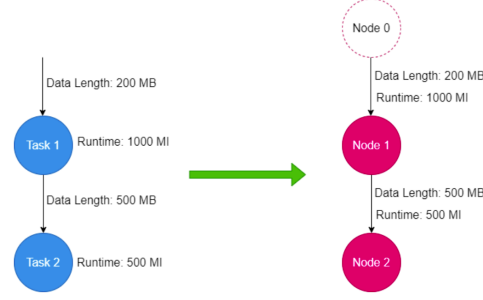 Node 0
Data Length: 200 MB
Data Length: 200 MB
Runtime: 1000 MI
Task 1
Runtime: 1000 MI
Node 1
Data Length: 500 MB
Data Length: 500 MB
Runtime: 500 MI
Task 2
Runtime: 500 MI
Node 2